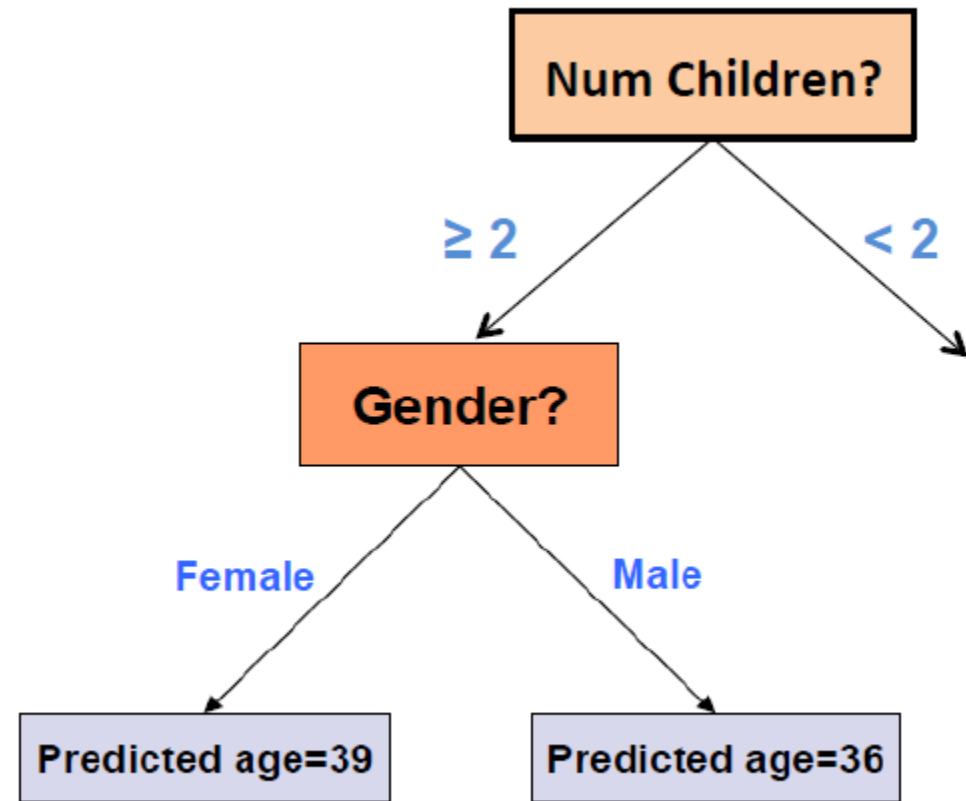 Num Children?
≥ 2
< 2
Gender?
Female
Male
Predicted age=39
Predicted age=36